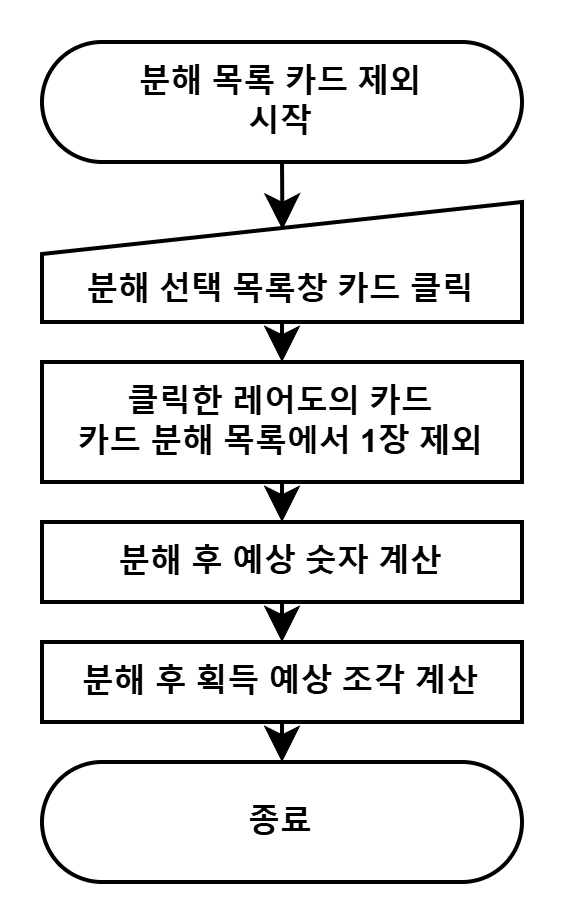 분해 목록 카드 제외
시작
분해 선택 목록창 카드 클릭
클릭한 레어도의 카드
카드 분해 목록에서 1장 제외
분해 후 예상 숫자 계산
분해 후 획득 예상 조각 계산
종료